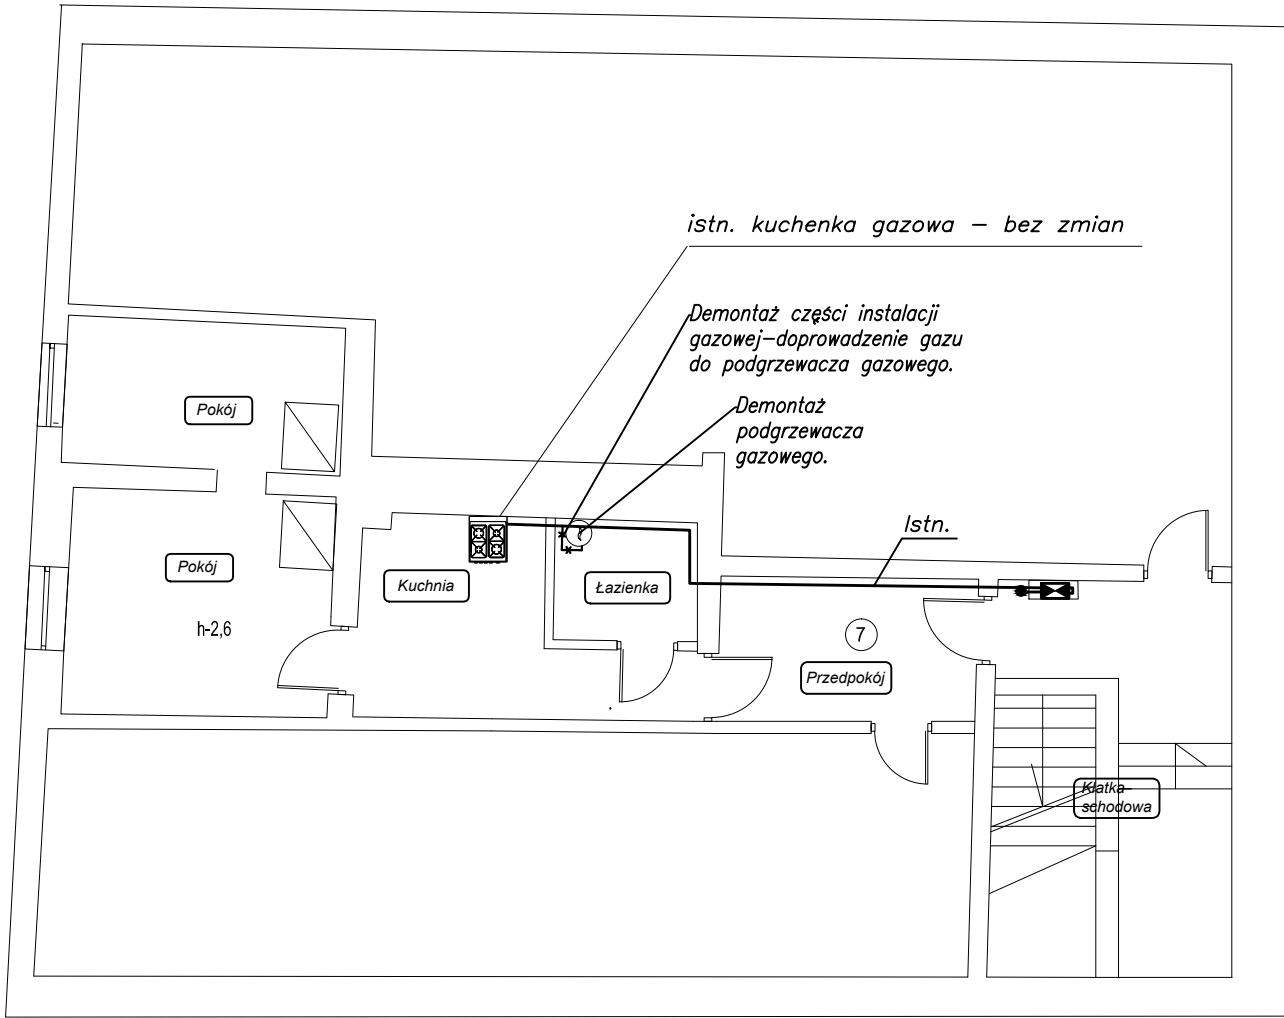 istn. kuchenka gazowa – bez zmian
Demontaż części instalacji
gazowej–doprowadzenie gazu
do podgrzewacza gazowego.
Demontaż
podgrzewacza
gazowego.
Pokój
Istn.
Pokój
Kuchnia
Łazienka
h-2,6
7
Przedpokój
Klatka–
schodowa